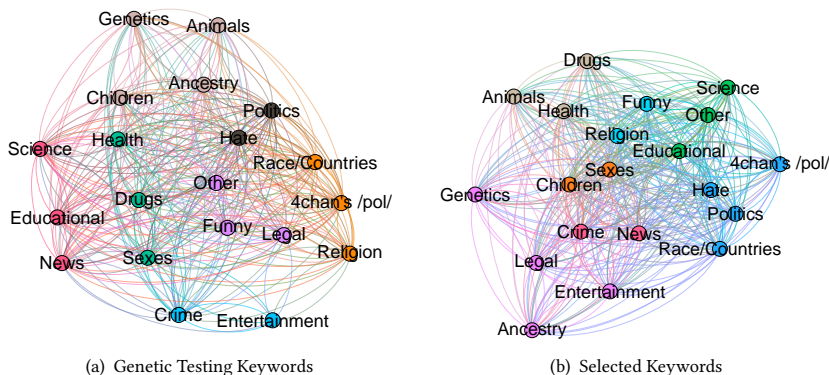 Genetics
Animals
Ancestry
Children
Politics
Health
Hate
Science
Race/Countries
Other
Drugs
4chan's /pol/
Educational
Funny
Legal
News
Sexes
Religion
Crime
Entertainment
(a) Genetic Testing Keywords
Drugs
Science
Animals
Funny
Health
Other
Religion
Educational
4chan's /pol/
Sexes
Children
Hate
Genetics
Politics
Crime
News
Race/Countries
Legal
Entertainment
Ancestry
(b) Selected Keywords